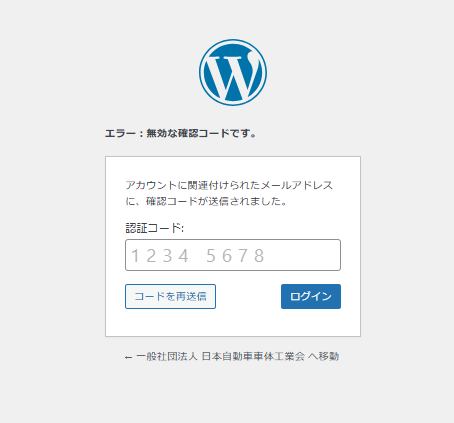 エラー：無効な確認コードです。
アカウントに関連付けられたメールアドレス
に、確認コードが送信されました。
認証コード:
1234 5678
コードを再送信
ログイン
← 一般社団法人 日本自動車車体工業会 へ移動